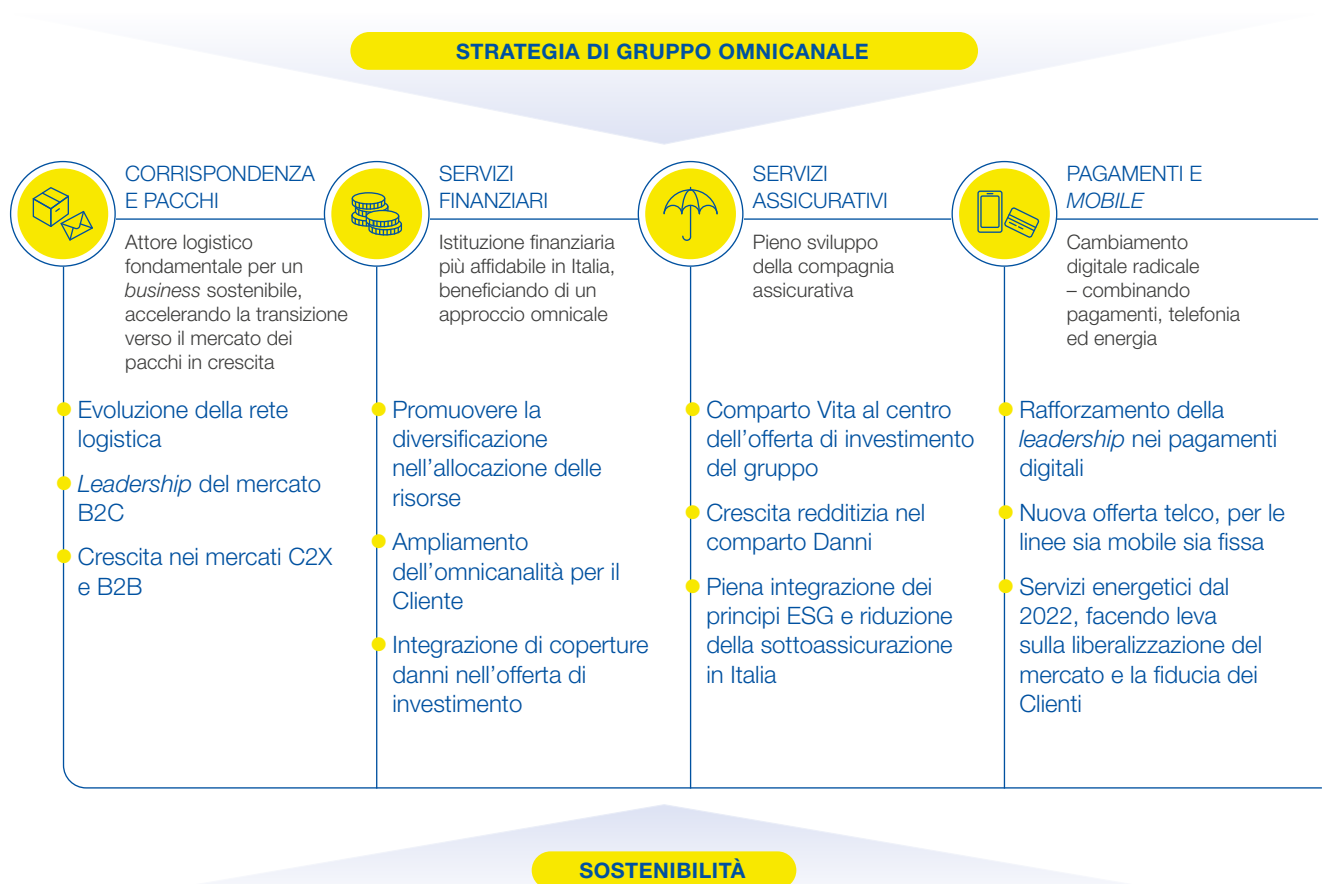 STRATEGIA DI GRUPPO OMNICANALE
CORRISPONDENZA
E PACCHI
Attore logistico
fondamentale per un
business sostenibile,
accelerando la transizione
verso il mercato dei
pacchi in crescita
Evoluzione della rete
logistica
Leadership del mercato
B2C
Crescita nei mercati C2X
e B2B
SERVIZI
FINANZIARI
Istituzione finanziaria
più affidabile in Italia,
beneficiando di un
approccio omnicale
Promuovere la
diversificazione
nell'allocazione delle
risorse
Ampliamento
dell'omnicanalità per il
Cliente
Integrazione di coperture
danni nell'offerta di
investimento
SERVIZI
ASSICURATIVI
Pieno sviluppo
della compagnia
assicurativa
Comparto Vita al centro
dell'offerta di investimento
del gruppo
Crescita redditizia nel
comparto Danni
Piena integrazione dei
principi ESG e riduzione
della sottoassicurazione
in Italia
PAGAMENTI E
MOBILE
Cambiamento
digitale radicale
– combinando
pagamenti, telefonia
ed energia
Rafforzamento della
leadership nei pagamenti
digitali
Nuova offerta telco, per le
linee sia mobile sia fissa
Servizi energetici dal
2022, facendo leva
sulla liberalizzazione del
mercato e la fiducia dei
Clienti
SOSTENIBILITÀ